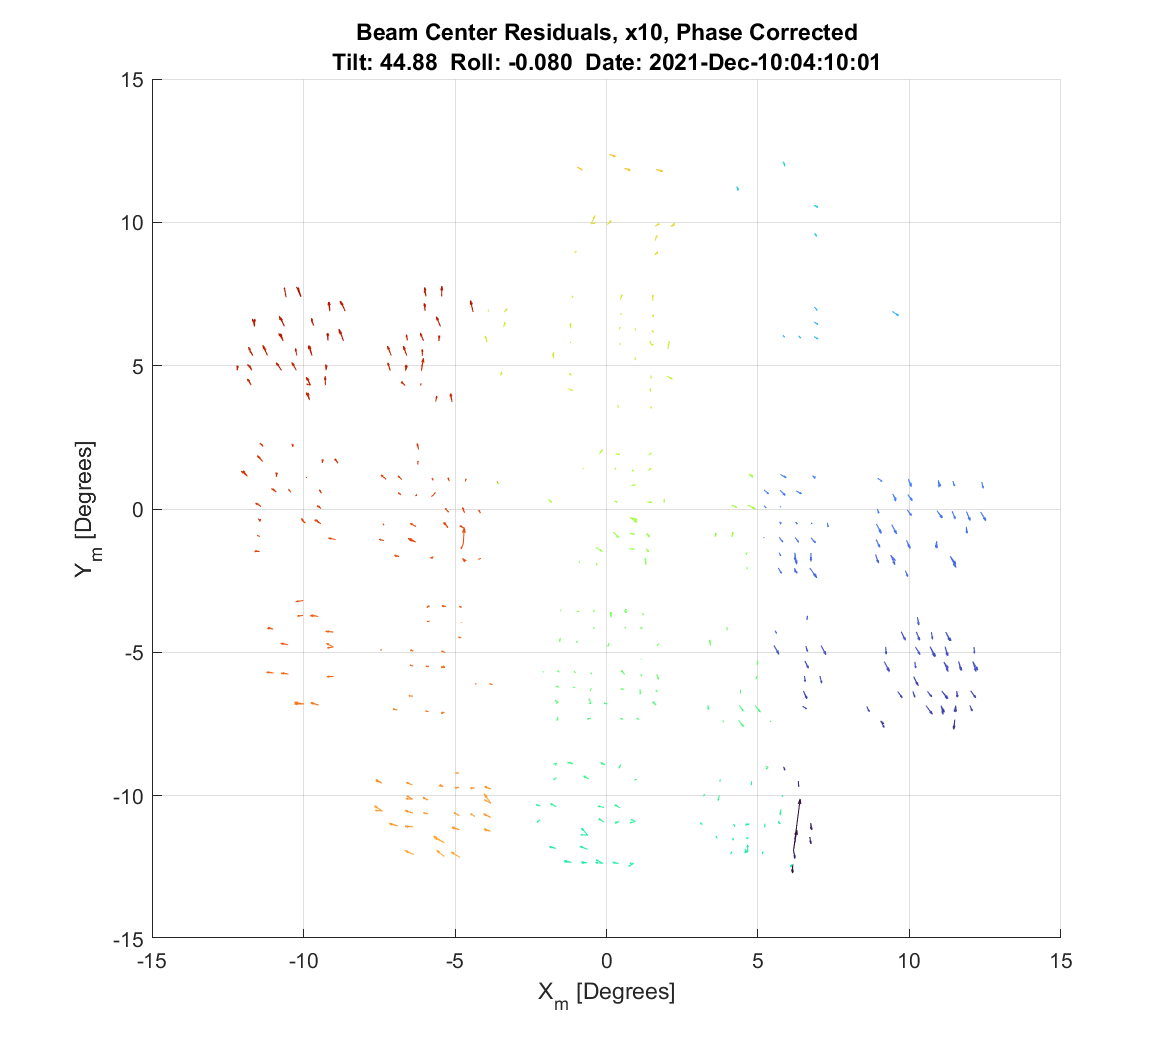 Beam Center Residuals, x10, Phase Corrected
Tilt: 44.88 Roll: -0.080 Date: 2021-Dec-10:04:10:01
15
10
5
0
-5
-10
-15
Y_m [Degrees]
-15 -10 -5 0 5 10 15
X_m [Degrees]